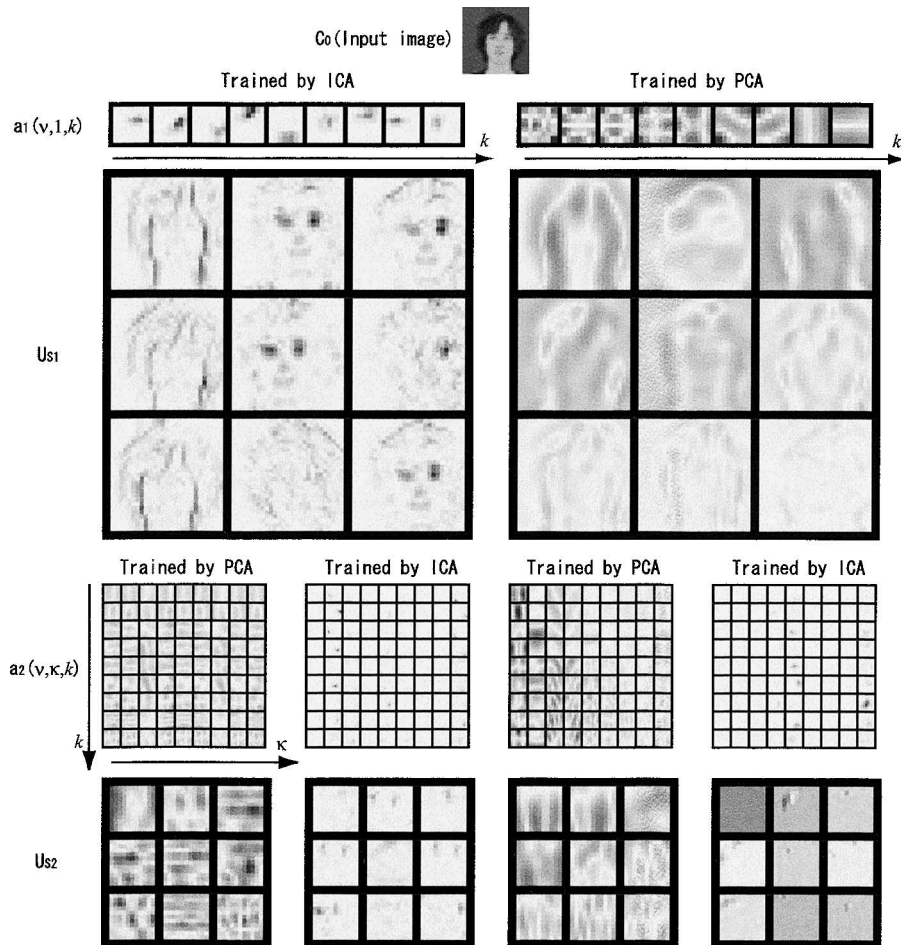 C0(Input image)
Trained by ICA
Trained by PCA
a1(ν,1,k)
k
k
Us1
Trained by PCA
Trained by ICA
Trained by PCA
Trained by ICA
a2(ν,κ,k)
k
κ
Us2